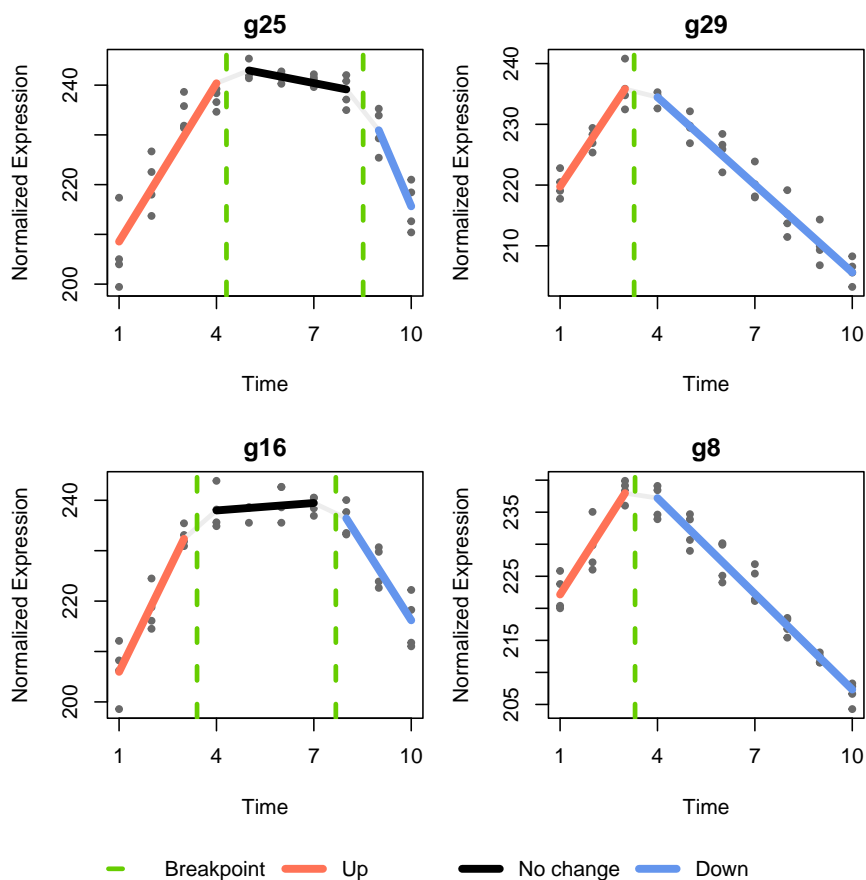 g25
Normalized Expression
200
220
240
1 4 7 10
Time
g29
Normalized Expression
210
220
230
240
1 4 7 10
Time
g16
Normalized Expression
200
220
240
1 4 7 10
Time
g8
Normalized Expression
205
215
225
235
1 4 7 10
Time
Breakpoint Up No change Down